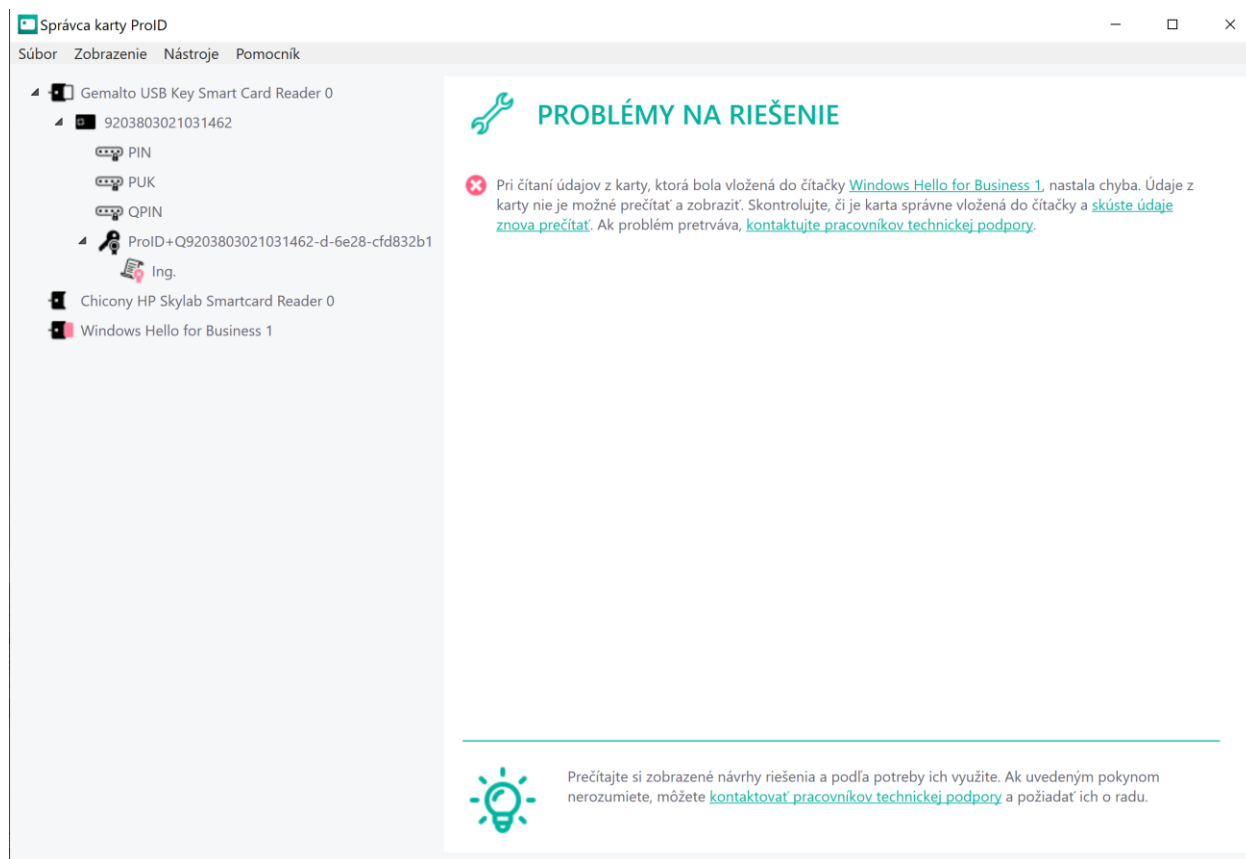 Správca karty ProID
Súbor Zobrazenie Nástroje Pomocník
Gemalto USB Key Smart Card Reader 0
9203803021031462
PIN
PUK
QPIN
ProID+Q9203803021031462-d-6e28-cfd832b1
Ing.
Chicony HP Skylab Smartcard Reader 0
Windows Hello for Business 1
PROBLÉMY NA RIEŠENIE
Pri čítaní údajov z karty, ktorá bola vložená do čítačky Windows Hello for Business 1, nastala chyba. Údaje z
karty nie je možné prečítať a zobraziť. Skontrolujte, či je karta správne vložená do čítačky a skúste údaje
znova prečítať. Ak problém pretrváva, kontaktujte pracovníkov technickej podpory.
Prečítajte si zobrazené návrhy riešenia a podľa potreby ich využite. Ak uvedeným pokynom
nerozumiete, môžete kontaktovať pracovníkov technickej podpory a požiadať ich o radu.